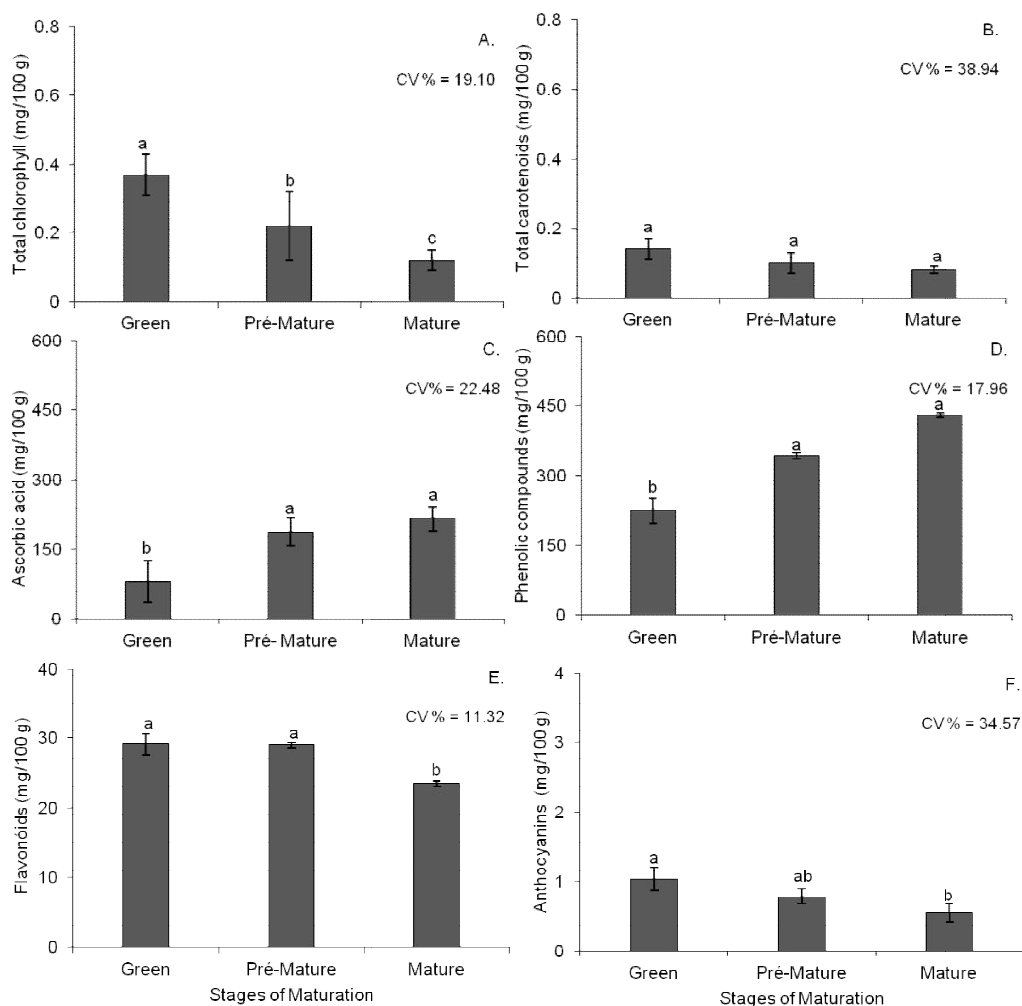 A.
CV % = 19.10
Total chlorophyll (mg/100 g)
0.8
0.6
0.4
0.2
0
a
b
c
Green
Pré-Mature
Mature
B.
CV % = 38.94
Total carotenoids (mg/100 g)
0.8
0.6
0.4
0.2
0
a
a
a
Green
Pré-Mature
Mature
C.
CV% = 22.48
Ascorbic acid (mg/100 g)
600
450
300
150
0
b
a
a
Green
Pré- Mature
Mature
D.
CV % = 17.96
Phenolic compounds (mg/100 g)
600
450
300
150
0
b
a
a
Green
Pré-Mature
Mature
E.
CV % = 11.32
Flavonóids (mg/100 g)
40
30
20
10
0
a
a
b
Green
Pré-Mature
Mature
Stages of Maturation
F.
CV % = 34.57
Anthocyanins (mg/100 g)
4
3
2
1
0
a
ab
b
Green
Pré-Mature
Mature
Stages of Maturation